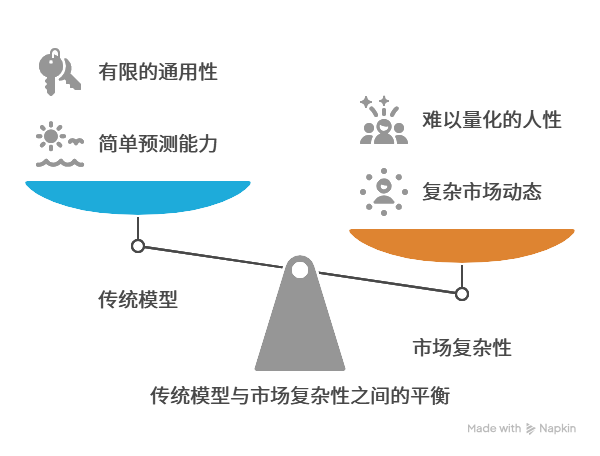 有限的通用性
简单预测能力
难以量化的人性
复杂市场动态
传统模型
市场复杂性
传统模型与市场复杂性之间的平衡
Made with Napkin